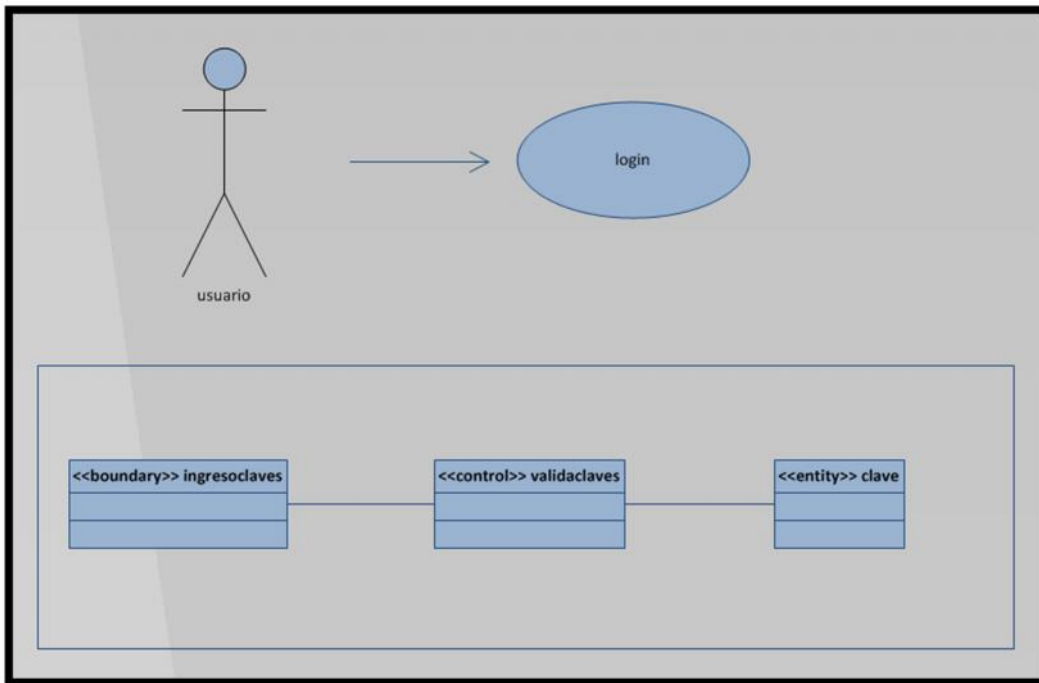 login
usuario
<<boundary>> ingresoclaves
<<control>> validaclaves
<<entity>> clave